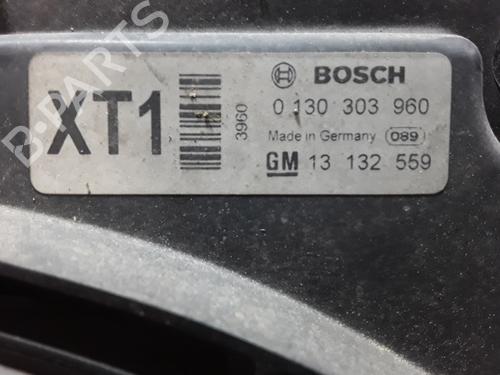 XT1
3960
BOSCH
0 130 303 960
Made in Germany 089
GM 13 132 559
B-PARTS